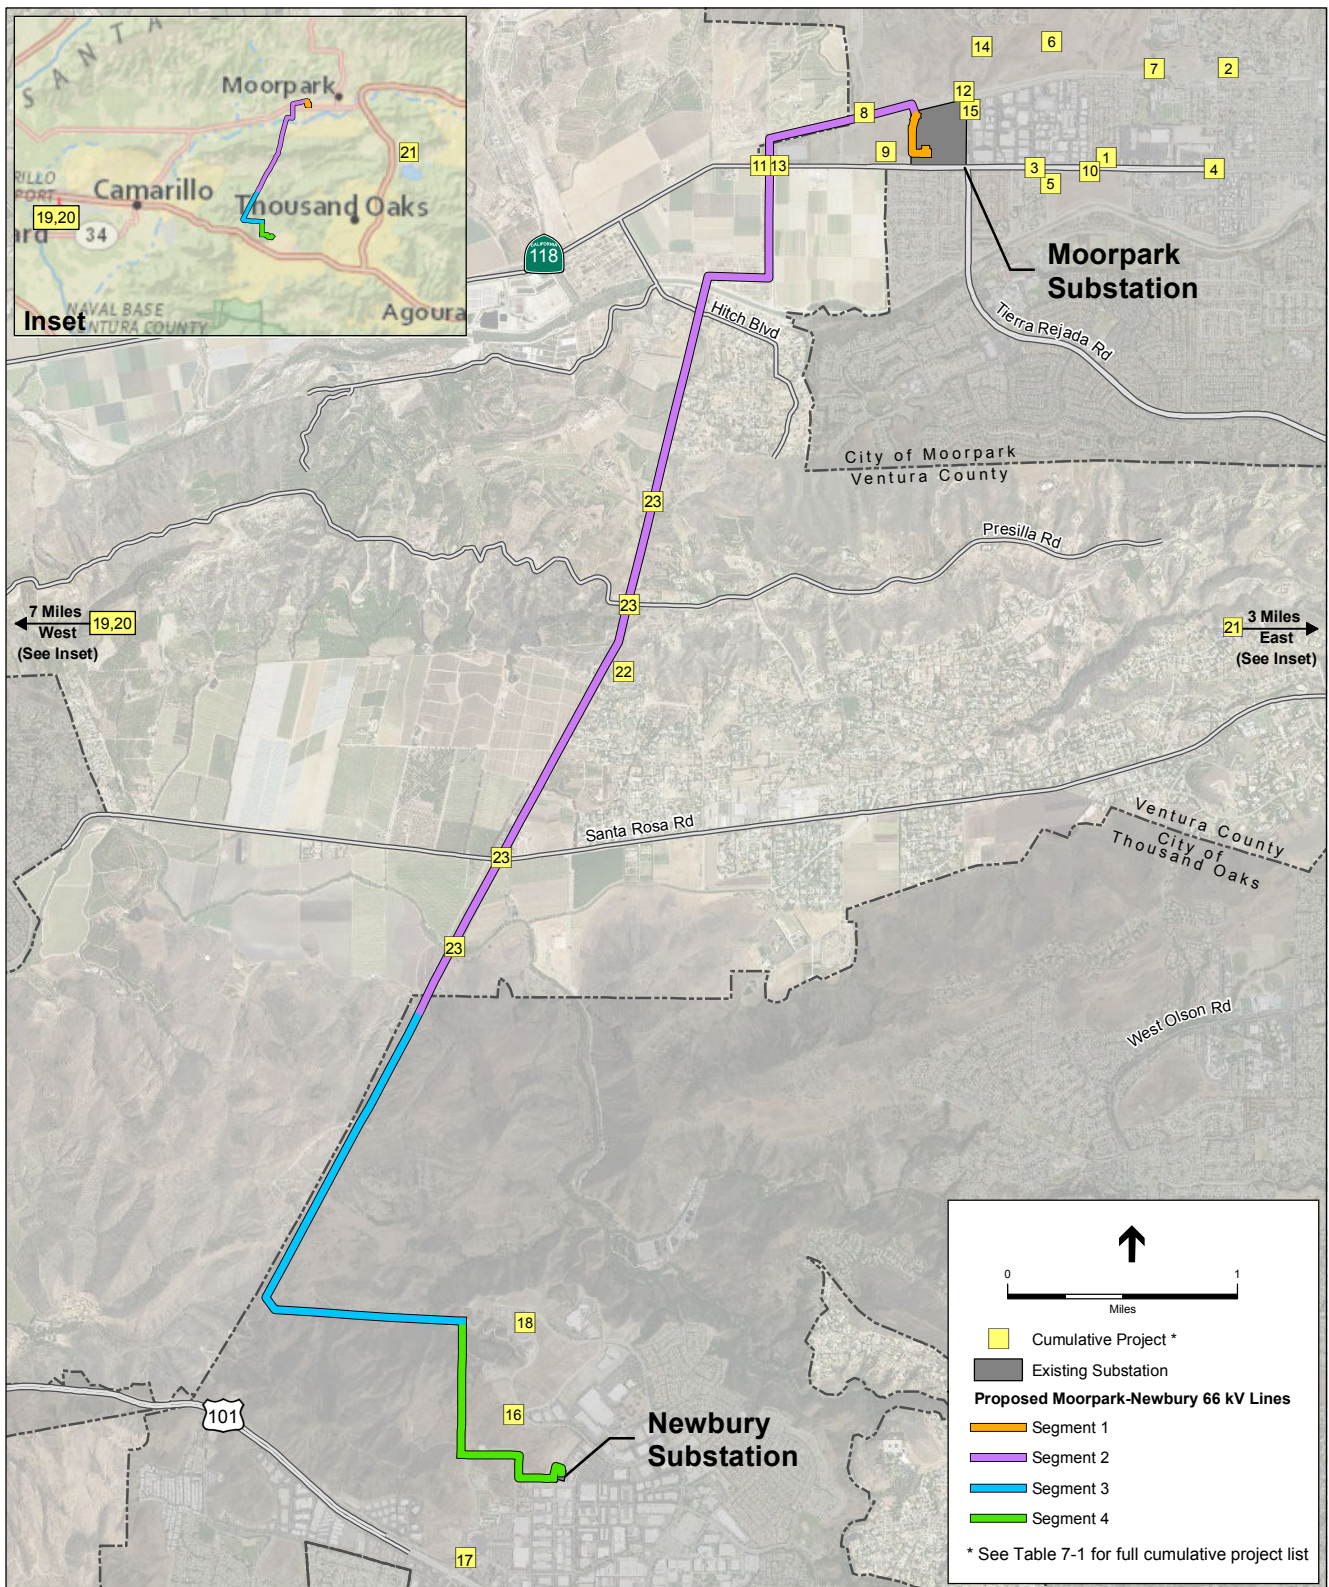 SANTA
Moorpark
21
Camarillo
Thousand Oaks
19,20
34
NAVAL BASE
VENTURA COUNTY
Agoura
Inset
14
6
7
2
12
15
8
9
11
13
3
5
10
1
4
118
CALIFORNIA
Moorpark
Substation
Hitch Blvd
Tierra Rejada Rd
City of Moorpark
Ventura County
23
Presilla Rd
23
7 Miles
West
(See Inset)
19,20
21
3 Miles
East
(See Inset)
22
Santa Rosa Rd
23
Ventura County
City of
Thousand Oaks
23
West Olson Rd
18
16
101
Newbury
Substation
17
0
1
Miles
Cumulative Project *
Existing Substation
Proposed Moorpark-Newbury 66 kV Lines
Segment 1
Segment 2
Segment 3
Segment 4
* See Table 7-1 for full cumulative project list